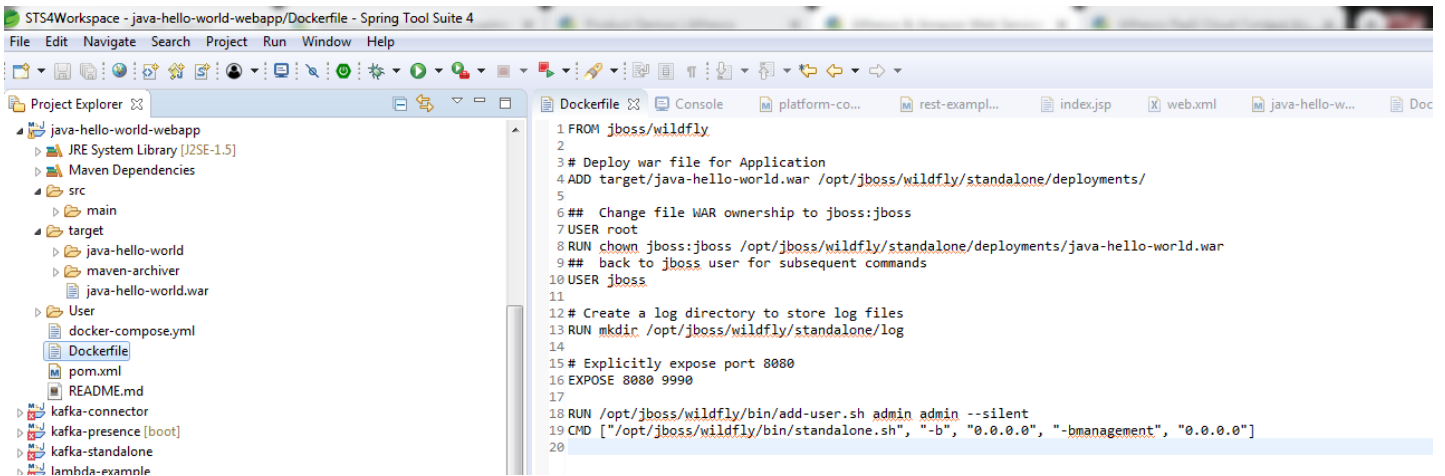 STS4Workspace - java-hello-world-webapp/Dockerfile - Spring Tool Suite 4
File Edit Navigate Search Project Run Window Help
Project Explorer
java-hello-world-webapp
JRE System Library [J2SE-1.5]
Maven Dependencies
src
main
target
java-hello-world
maven-archiver
java-hello-world.war
User
docker-compose.yml
Dockerfile
pom.xml
README.md
kafka-connector
kafka-presence [boot]
kafka-standalone
lambda-example
Dockerfile Console platform-co... rest-exampl... index.jsp web.xml java-hello-w... Doc
1 FROM jboss/wildfly
2
3 # Deploy war file for Application
4 ADD target/java-hello-world.war /opt/jboss/wildfly/standalone/deployments/
5
6 ##  Change file WAR ownership to jboss:jboss
7 USER root
8 RUN chown jboss:jboss /opt/jboss/wildfly/standalone/deployments/java-hello-world.war
9 ##  back to jboss user for subsequent commands
10 USER jboss
11
12 # Create a log directory to store log files
13 RUN mkdir /opt/jboss/wildfly/standalone/log
14
15 # Explicitly expose port 8080
16 EXPOSE 8080 9990
17
18 RUN /opt/jboss/wildfly/bin/add-user.sh admin admin --silent
19 CMD ["/opt/jboss/wildfly/bin/standalone.sh", "-b", "0.0.0.0", "-bmanagement", "0.0.0.0"]
20